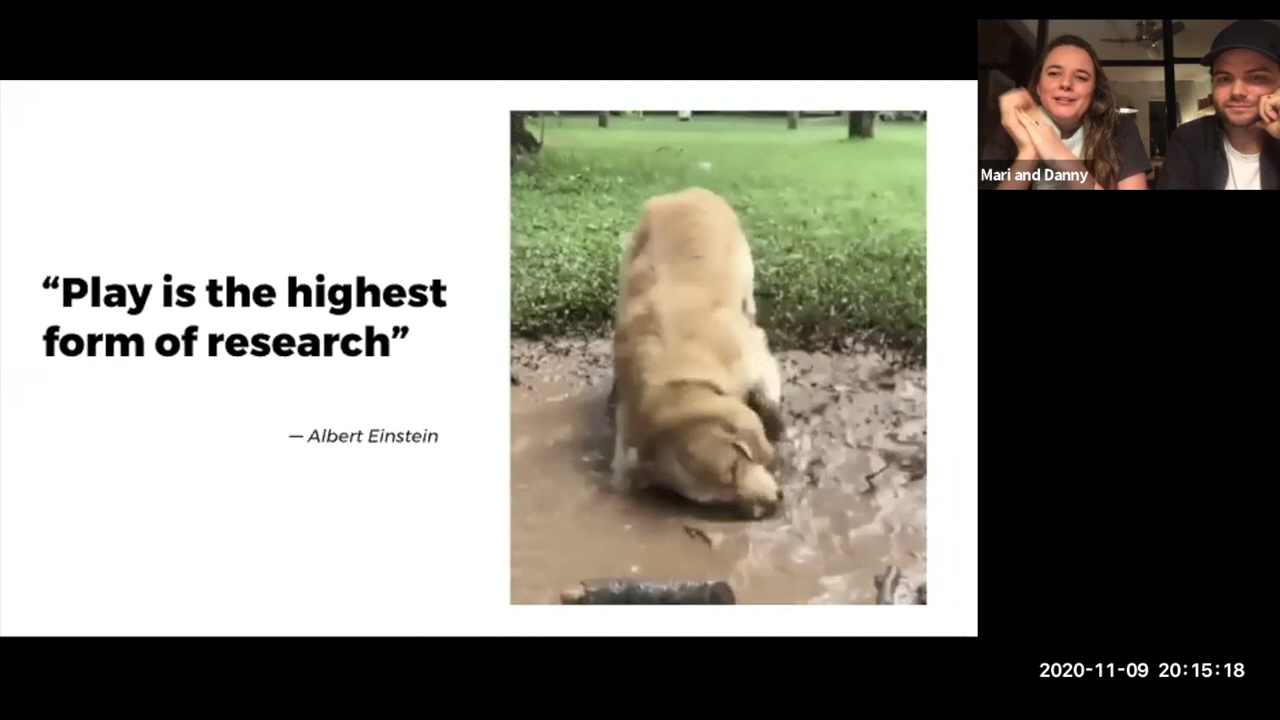 “Play is the highest
form of research”
— Albert Einstein
Mari and Danny
2020-11-09 20:15:18